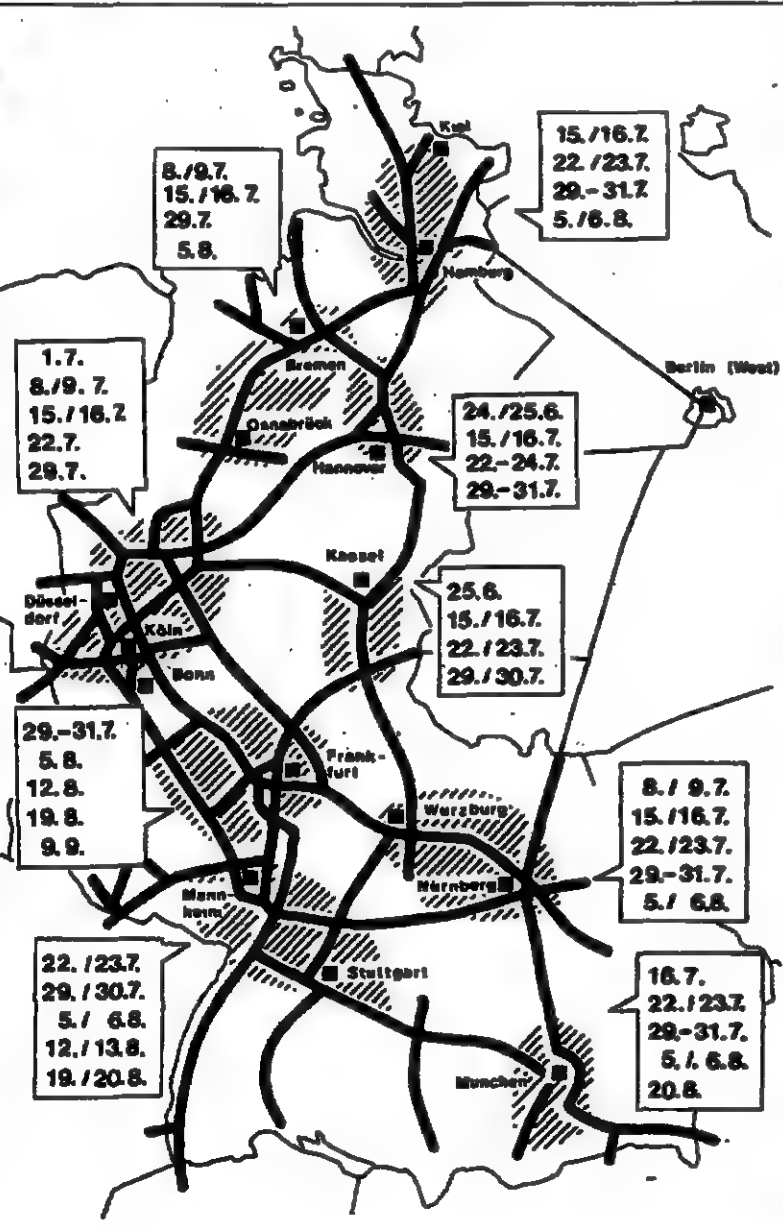 Kiel
15./16.7.
22./23.7.
29.-31.7.
5./6.8.
8./9.7.
15./16.7.
29.7.
5.8.
Hamburg
Bremen
Berlin (West)
1.7.
8./9.7.
15./16.7.
22.7.
29.7.
Osnabrück
Hannover
24./25.6.
15./16.7.
22.-24.7.
29.-31.7.
Kassel
25.6.
15./16.7.
22./23.7.
29./30.7.
Düssel-
dorf
Köln
Bonn
29.-31.7.
5.8.
12.8.
19.8.
9.9.
Frank-
furt
Würzburg
8./ 9.7.
15./16.7.
22./23.7.
29.-31.7.
5./ 6.8.
Nürnberg
Mann-
heim
22./23.7.
29./30.7.
5./ 6.8.
12./13.8.
19./20.8.
Stuttgart
16.7.
22./23.7.
29.-31.7.
5./. 6.8.
20.8.
München